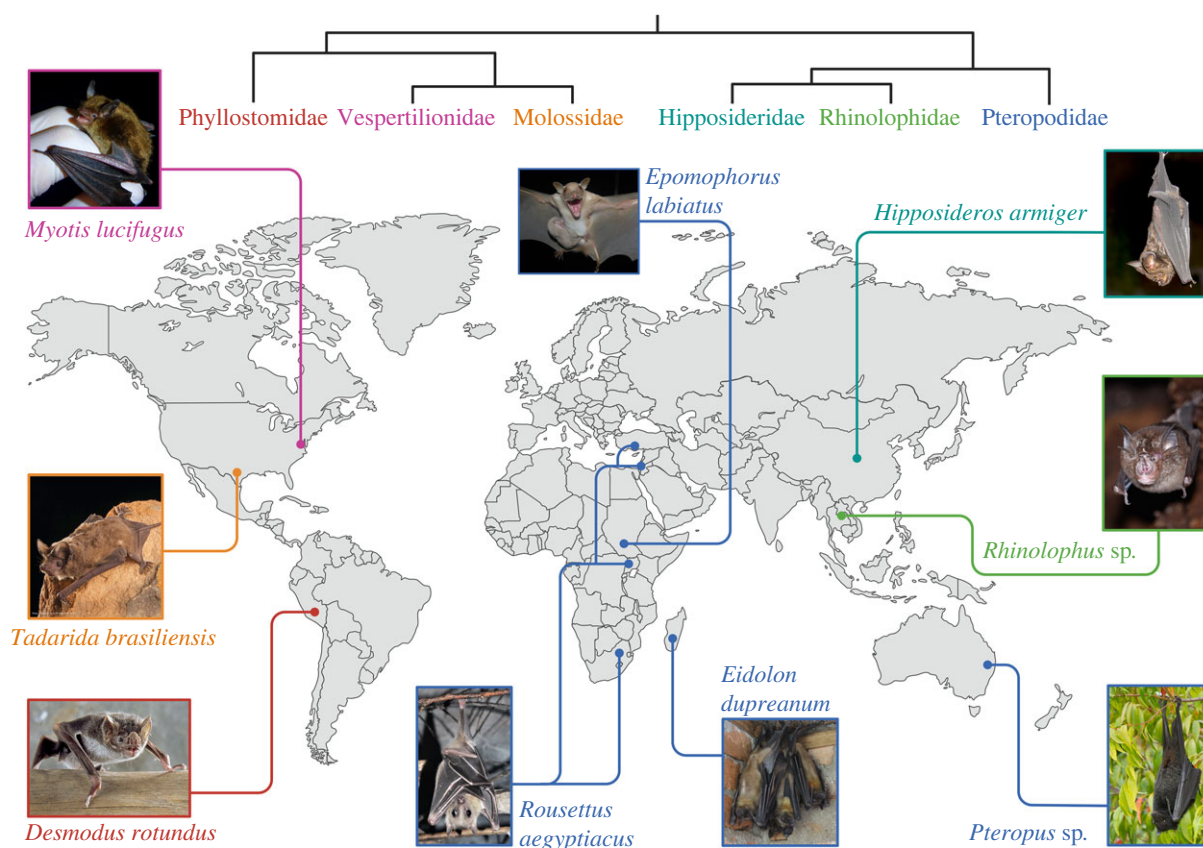 Phyllostomidae Vespertilionidae Molossidae Hipposideridae Rhinolophidae Pteropodidae
Epomophorus
labiatus
Hipposideros armiger
Myotis lucifugus
Rhinolophus sp.
Tadarida brasiliensis
Eidolon
dupreanum
Desmodus rotundus
Rousettus
aegyptiacus
Pteropus sp.